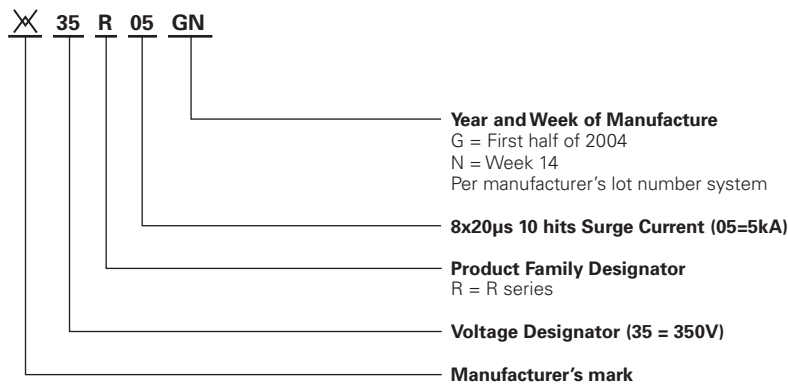 35 R 05 GN
Year and Week of Manufacture
G = First half of 2004
N = Week 14
Per manufacturer's lot number system
8x20µs 10 hits Surge Current (05=5kA)
Product Family Designator
R = R series
Voltage Designator (35 = 350V)
Manufacturer's mark